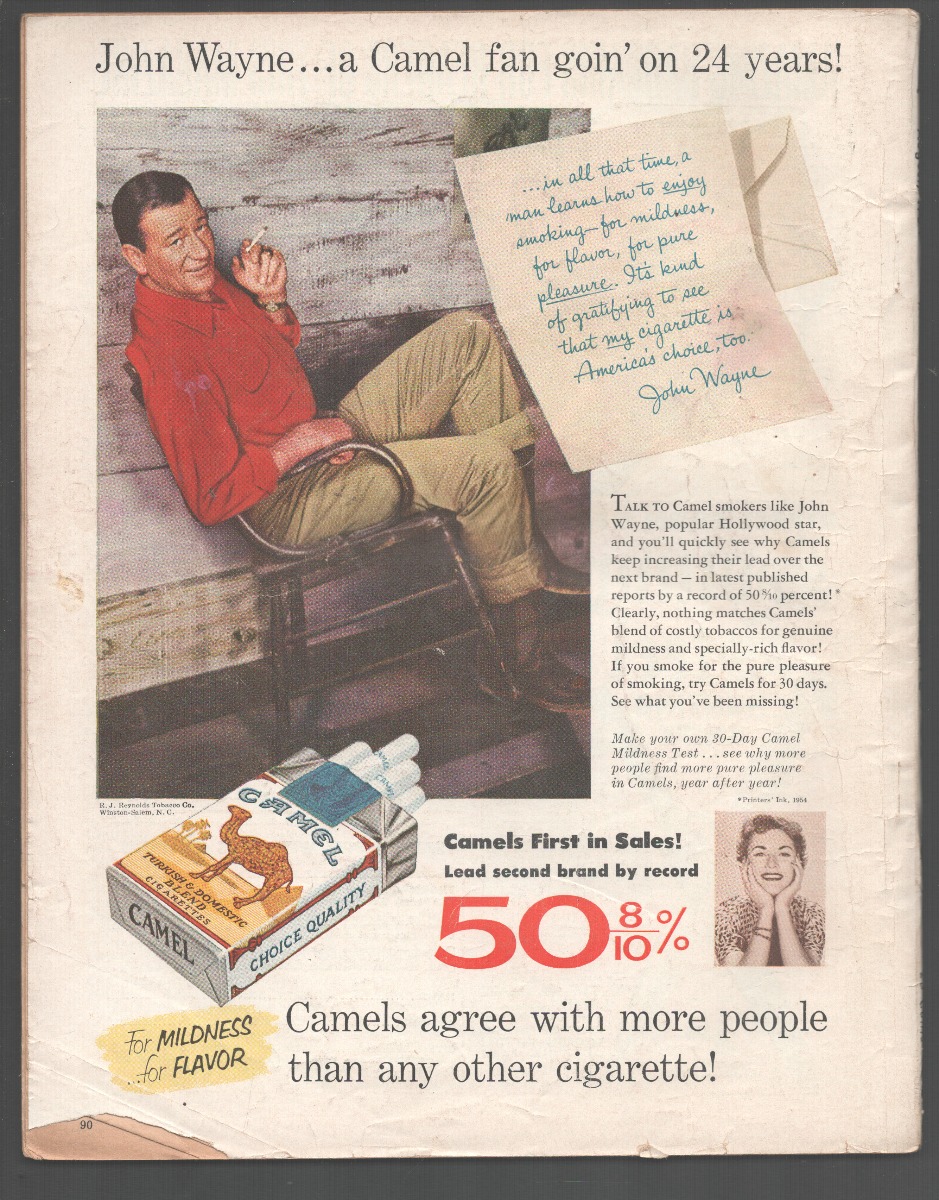 John Wayne...a Camel fan goin' on 24 years!
...in all that time, a
man learns how to enjoy
smoking—for mildness,
for flavor, for pure
pleasure. It's kind
of gratifying to see
that my cigarette is
America's choice, too.
John Wayne
TALK TO Camel smokers like John
Wayne, popular Hollywood star,
and you'll quickly see why Camels
keep increasing their lead over the
next brand — in latest published
reports by a record of 50 8/10 percent!*
Clearly, nothing matches Camels'
blend of costly tobaccos for genuine
mildness and specially-rich flavor!
If you smoke for the pure pleasure
of smoking, try Camels for 30 days.
See what you've been missing!
Make your own 30-Day Camel
Mildness Test ... see why more
people find more pure pleasure
in Camels, year after year!
*Printers' Ink, 1954
R. J. Reynolds Tobacco Co.
Winston-Salem, N. C.
CAMEL
CAMEL
CAMEL
TURKISH & DOMESTIC
BLEND
CIGARETTES
CAMEL
CHOICE QUALITY
Camels First in Sales!
Lead second brand by record
50 8/10 %
For MILDNESS
...for FLAVOR
Camels agree with more people
than any other cigarette!
90